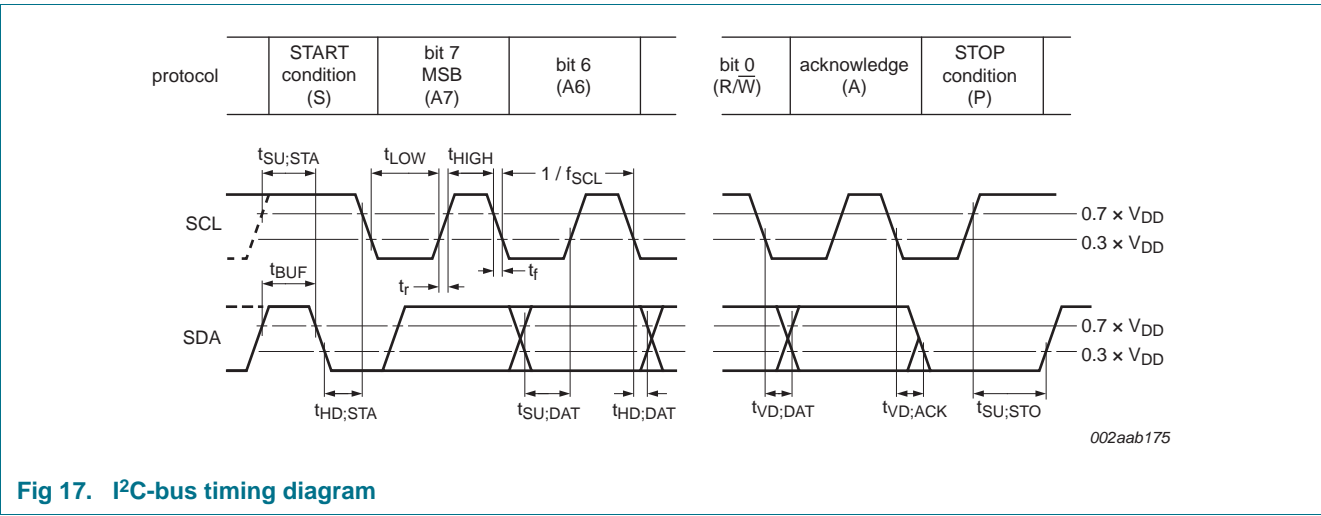 protocol
START condition (S)
bit 7 MSB (A7)
bit 6 (A6)
bit 0 (R/W̅)
acknowledge (A)
STOP condition (P)
tSU;STA
tLOW
tHIGH
1 / fSCL
SCL
0.7 × VDD
0.3 × VDD
tBUF
tr
tf
SDA
0.7 × VDD
0.3 × VDD
tHD;STA
tSU;DAT
tHD;DAT
tVD;DAT
tVD;ACK
tSU;STO
002aab175
Fig 17. I²C-bus timing diagram